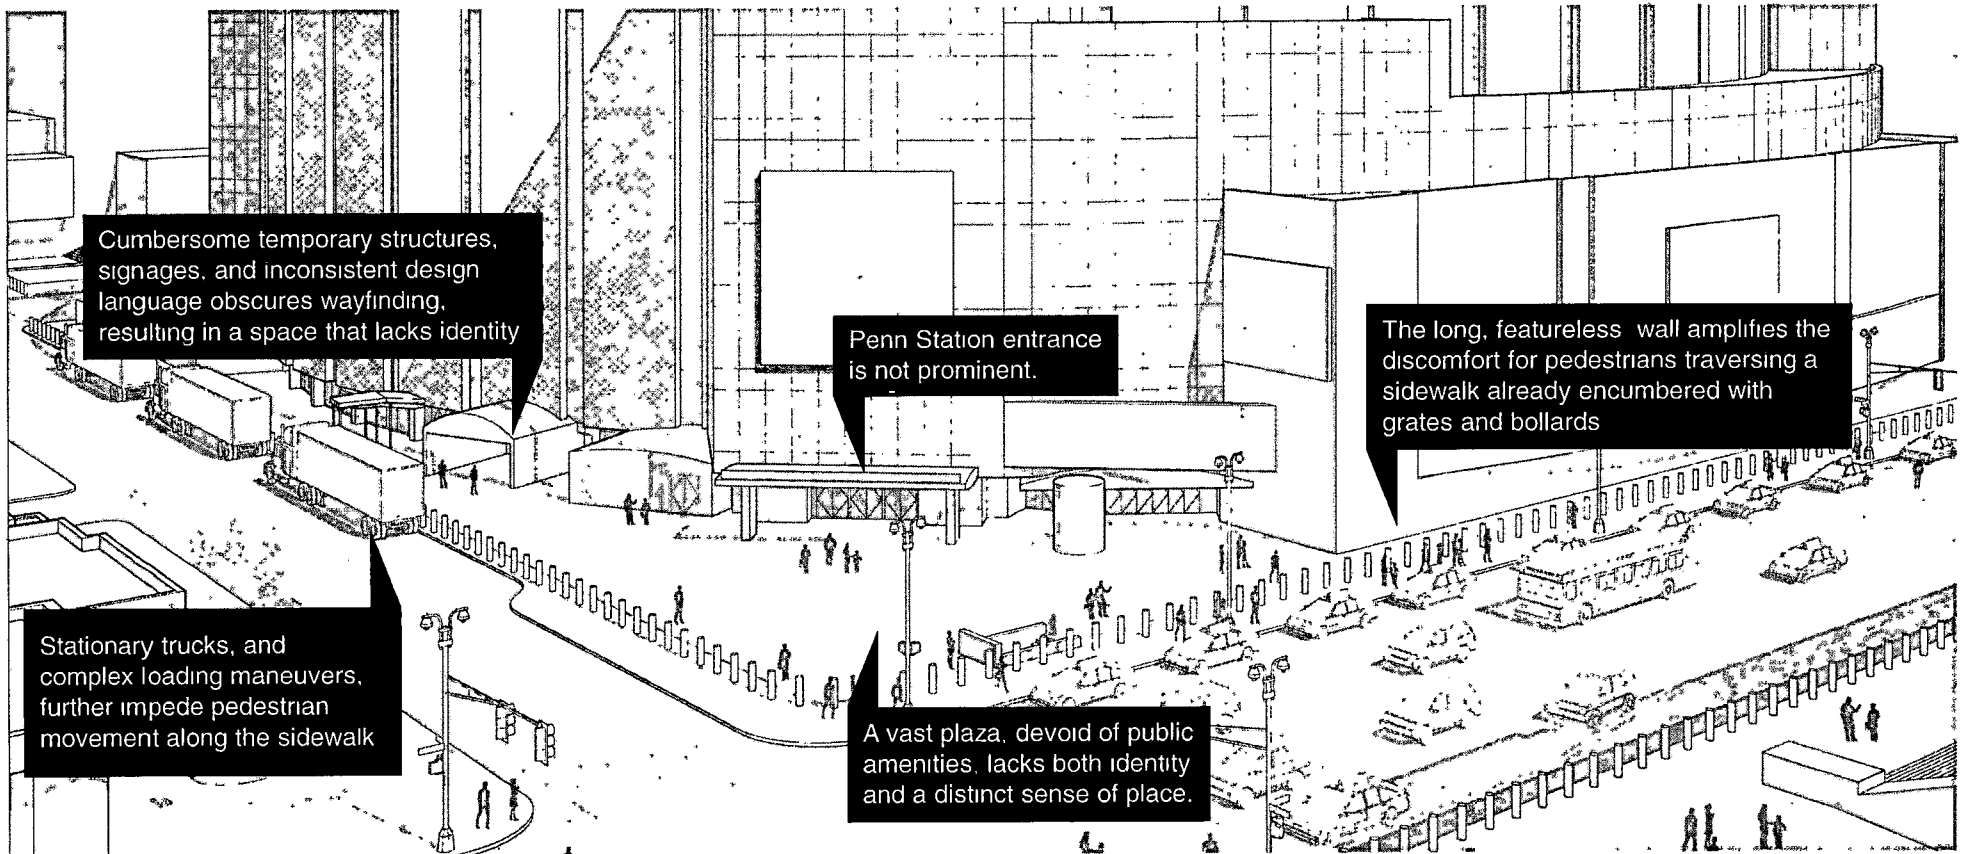 Cumbersome temporary structures,
signages, and inconsistent design
language obscures wayfinding,
resulting in a space that lacks identity
Penn Station entrance
is not prominent.
The long, featureless wall amplifies the
discomfort for pedestrians traversing a
sidewalk already encumbered with
grates and bollards
Stationary trucks, and
complex loading maneuvers,
further impede pedestrian
movement along the sidewalk
A vast plaza, devoid of public
amenities, lacks both identity
and a distinct sense of place.